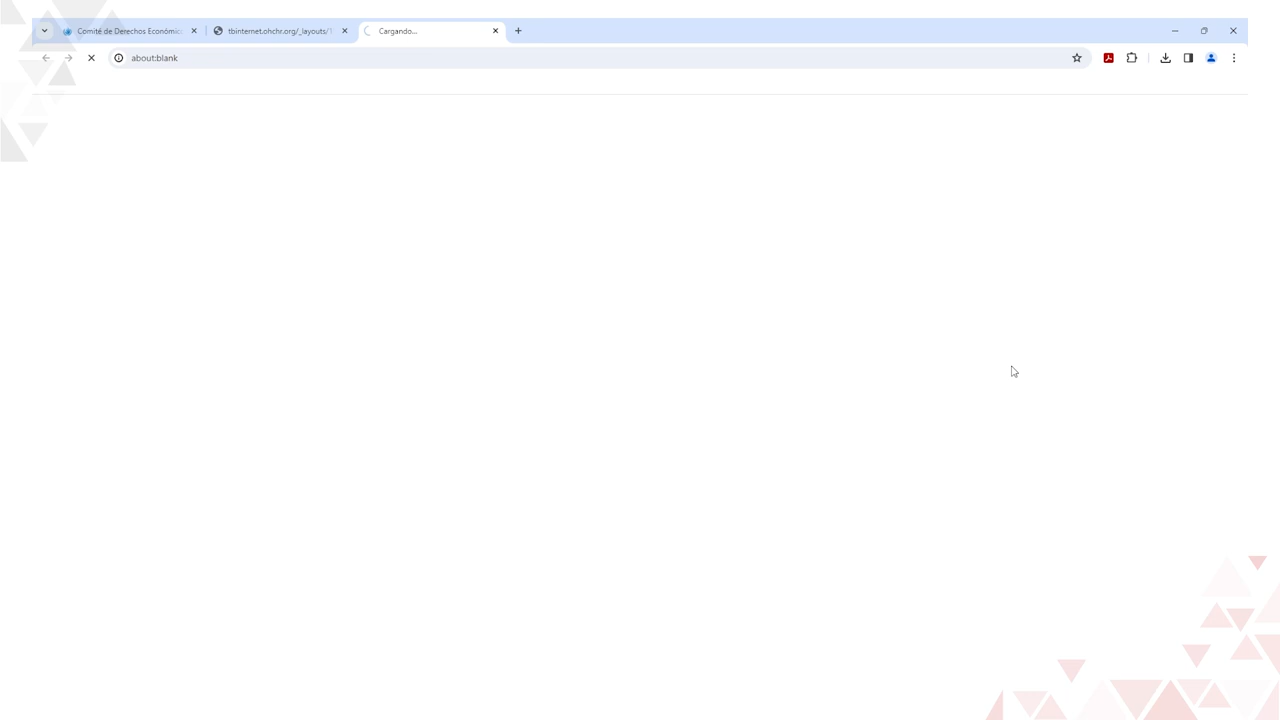 Comité de Derechos Económic
tbinternet.ohchr.org/_layouts/1
Cargando...
about:blank